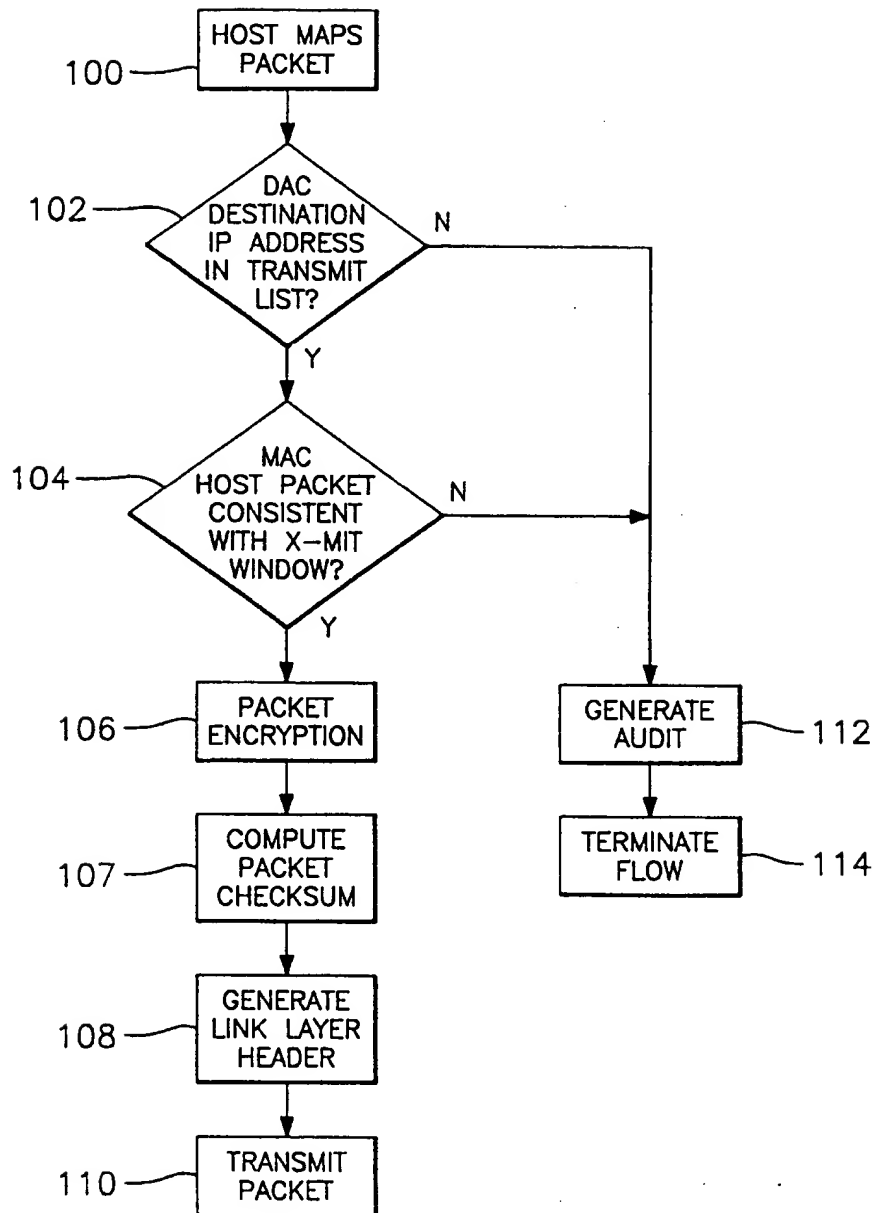 HOST MAPS
PACKET
100
DAC
DESTINATION
IP ADDRESS
IN TRANSMIT
LIST?
102
N
Y
MAC
HOST PACKET
CONSISTENT
WITH X-MIT
WINDOW?
104
N
Y
PACKET
ENCRYPTION
106
GENERATE
AUDIT
112
COMPUTE
PACKET
CHECKSUM
107
TERMINATE
FLOW
114
GENERATE
LINK LAYER
HEADER
108
TRANSMIT
PACKET
110